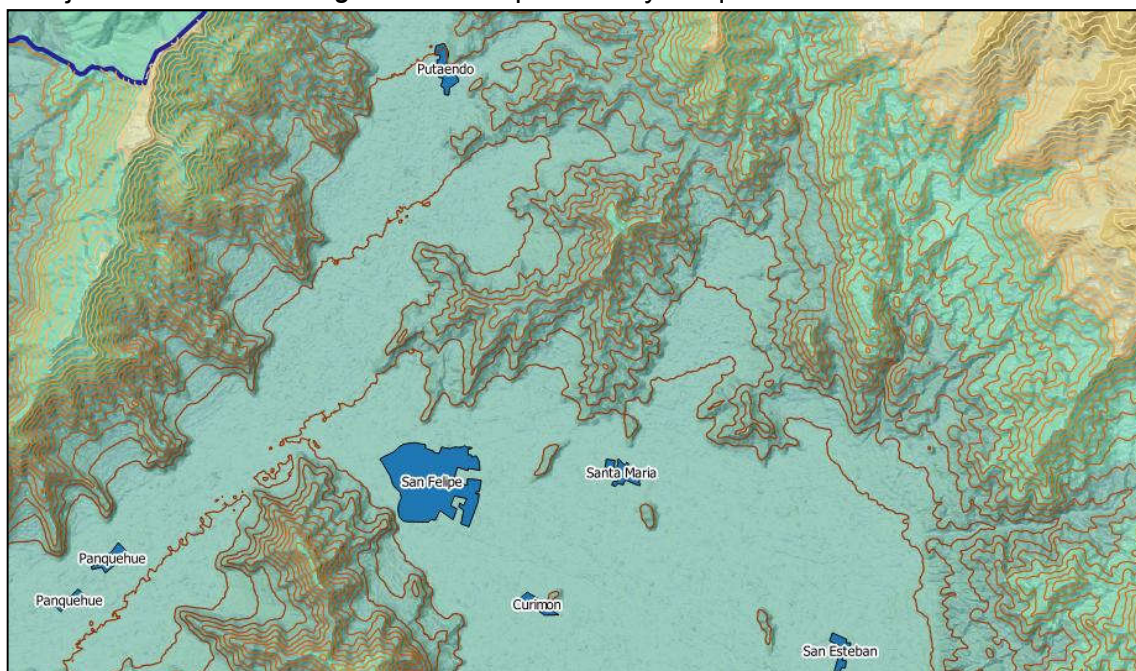 Putaendo
San Felipe
Santa Maria
Panquehue
Panquehue
Curimon
San Esteban